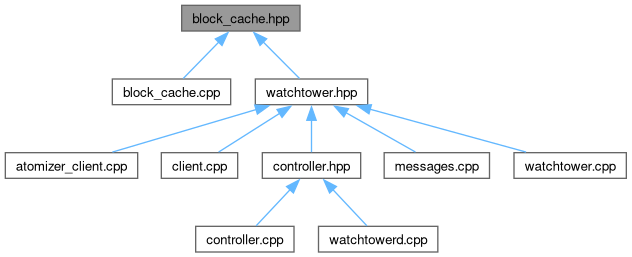 block_cache.hpp
block_cache.cpp watchtower.hpp
atomizer_client.cpp client.cpp controller.hpp messages.cpp watchtower.cpp
controller.cpp watchtowerd.cpp